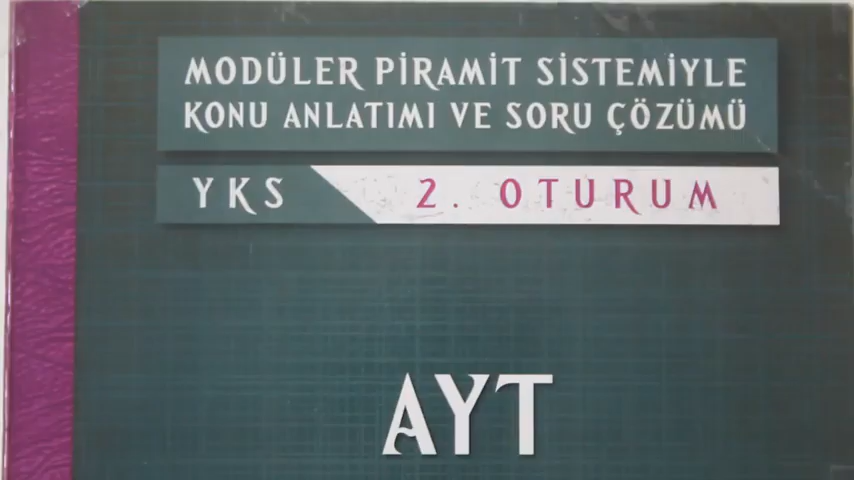 MODÜLER PİRAMİT SİSTEMİYLE
KONU ANLATIMI VE SORU ÇÖZÜMÜ
YKS 2. OTURUM
AYT